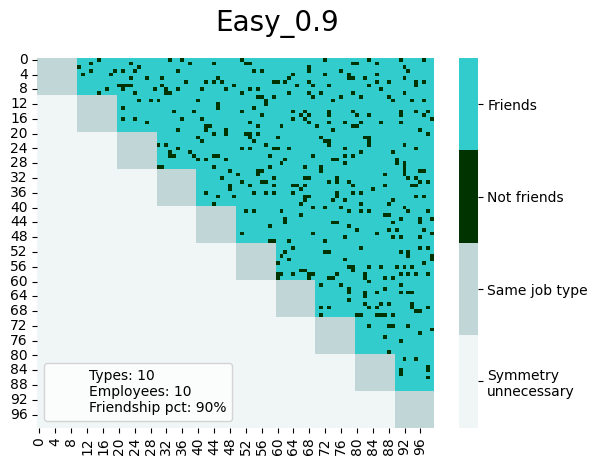 Easy_0.9
0
4
8
12
16
20
24
28
32
36
40
44
48
52
56
60
64
68
72
76
80
84
88
92
96
Types: 10
Employees: 10
Friendship pct: 90%
0 4 8 12 16 20 24 28 32 36 40 44 48 52 56 60 64 68 72 76 80 84 88 92 96
Friends
Not friends
Same job type
Symmetry
unnecessary